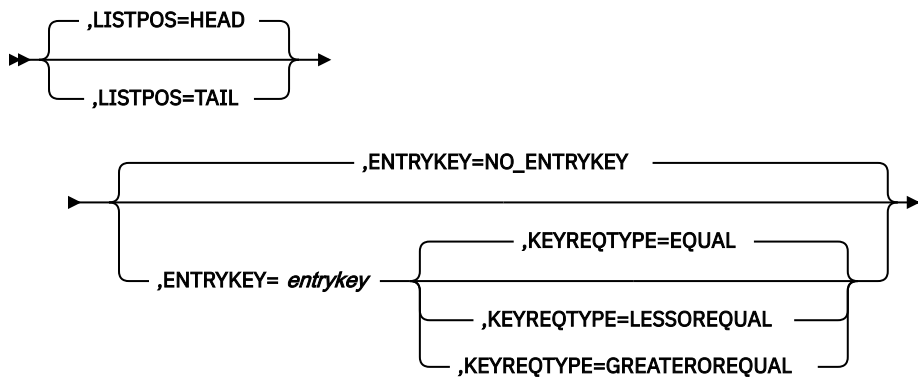 ,LISTPOS=HEAD
,LISTPOS=TAIL
,ENTRYKEY=NO_ENTRYKEY
,KEYREQTYPE=EQUAL
,ENTRYKEY= entrykey
,KEYREQTYPE=LESSOREQUAL
,KEYREQTYPE=GREATEROREQUAL